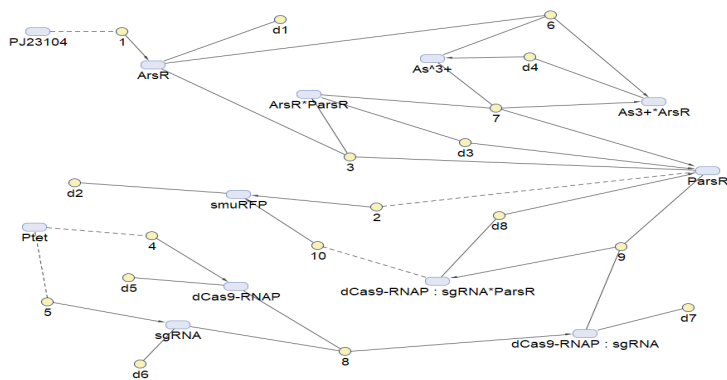 d1
6
PJ23104
1
ArsR
As^3+
d4
ArsR*ParsR
7
As3+*ArsR
d3
3
ParsR
d2
smuRFP
2
d8
Ptet
4
10
9
d5
dCas9-RNAP
dCas9-RNAP : sgRNA*ParsR
5
d7
sgRNA
8
dCas9-RNAP : sgRNA
d6